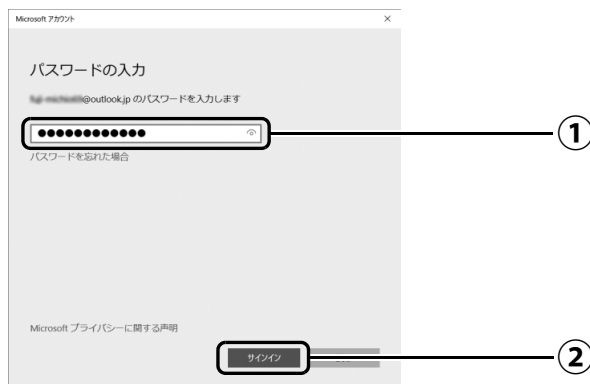 Microsoft アカウント
パスワードの入力
@outlook.jp のパスワードを入力します
①
パスワードを忘れた場合
Microsoft プライバシーに関する声明
サインイン
②